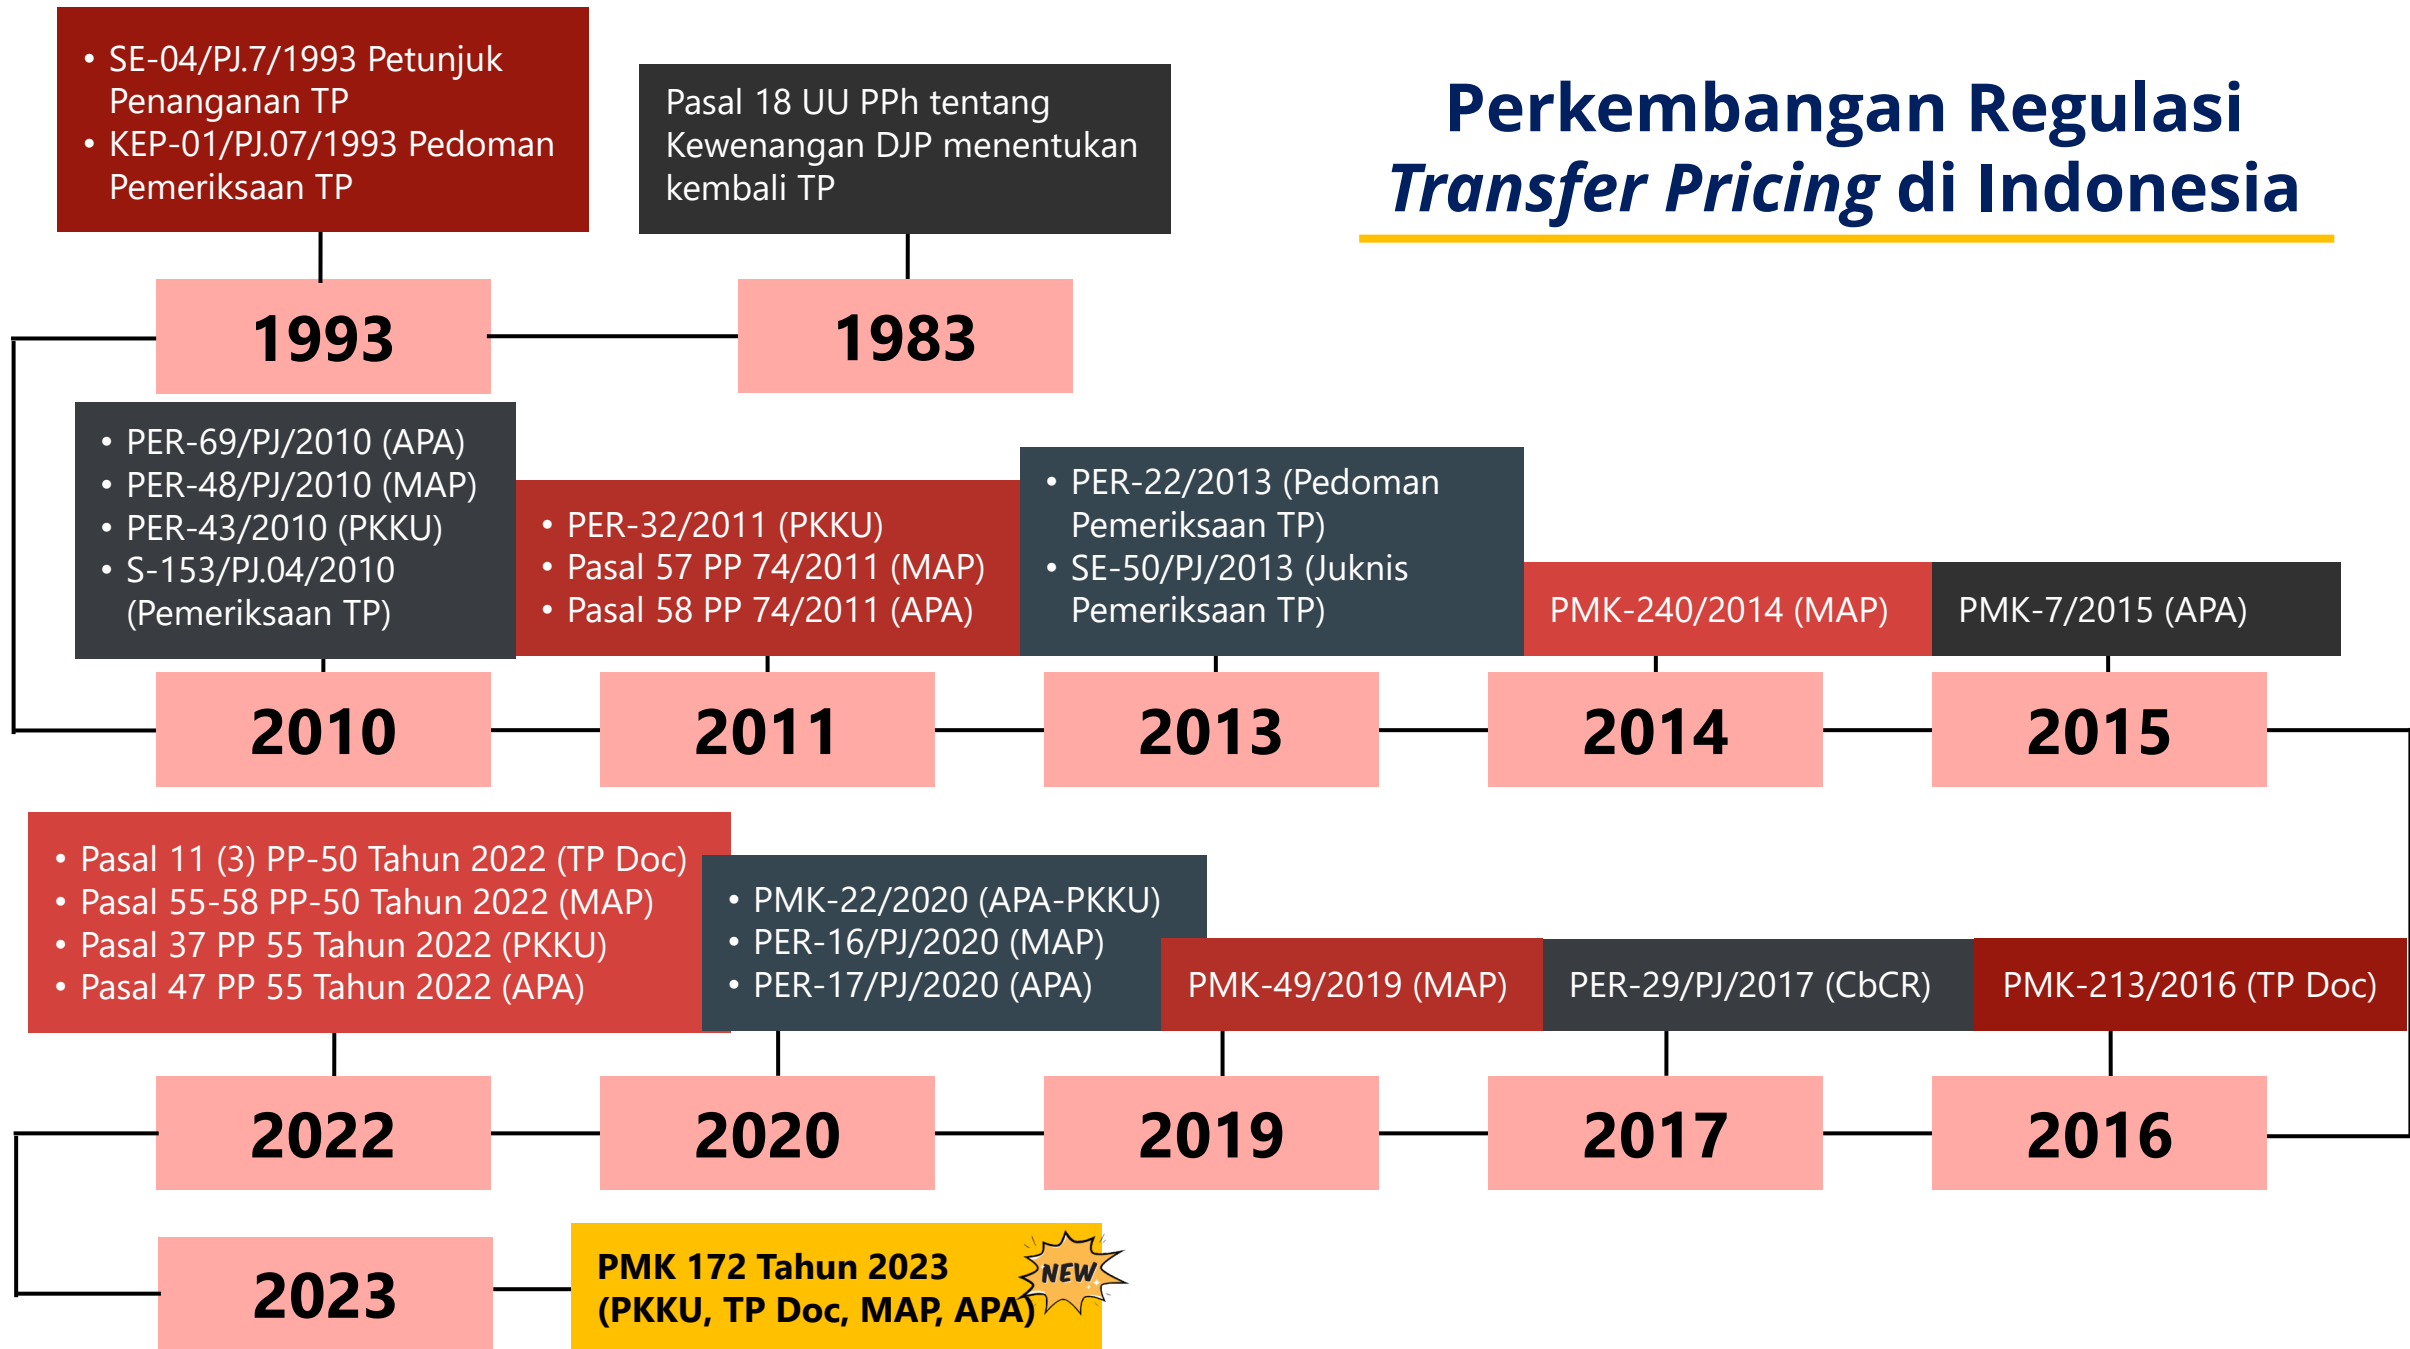 Perkembangan Regulasi
Transfer Pricing di Indonesia
• SE-04/PJ.7/1993 Petunjuk
Penanganan TP
• KEP-01/PJ.07/1993 Pedoman
Pemeriksaan TP
Pasal 18 UU PPh tentang
Kewenangan DJP menentukan
kembali TP
1993
1983
• PER-69/PJ/2010 (APA)
• PER-48/PJ/2010 (MAP)
• PER-43/2010 (PKKU)
• S-153/PJ.04/2010
(Pemeriksaan TP)
• PER-32/2011 (PKKU)
• Pasal 57 PP 74/2011 (MAP)
• Pasal 58 PP 74/2011 (APA)
• PER-22/2013 (Pedoman
Pemeriksaan TP)
• SE-50/PJ/2013 (Juknis
Pemeriksaan TP)
PMK-240/2014 (MAP)
PMK-7/2015 (APA)
2010
2011
2013
2014
2015
• Pasal 11 (3) PP-50 Tahun 2022 (TP Doc)
• Pasal 55-58 PP-50 Tahun 2022 (MAP)
• Pasal 37 PP 55 Tahun 2022 (PKKU)
• Pasal 47 PP 55 Tahun 2022 (APA)
• PMK-22/2020 (APA-PKKU)
• PER-16/PJ/2020 (MAP)
• PER-17/PJ/2020 (APA)
PMK-49/2019 (MAP)
PER-29/PJ/2017 (CbCR)
PMK-213/2016 (TP Doc)
2022
2020
2019
2017
2016
2023
PMK 172 Tahun 2023
(PKKU, TP Doc, MAP, APA)
NEW